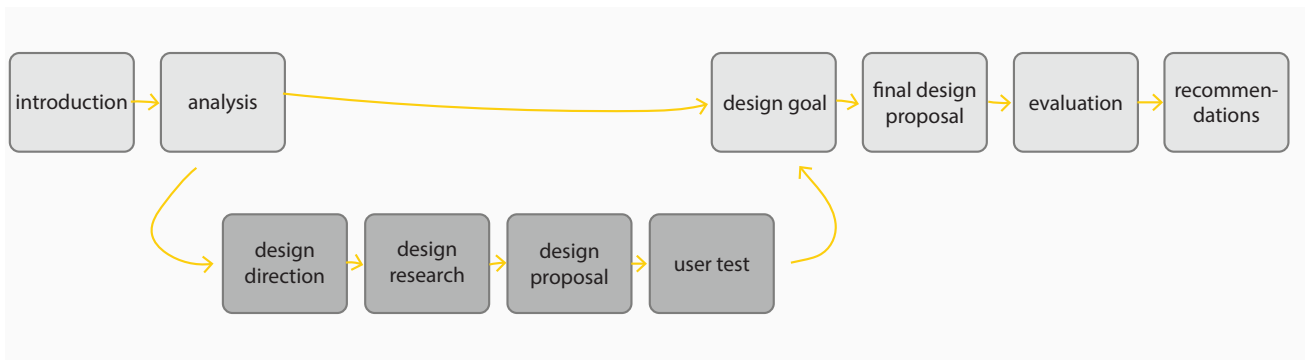 introduction
analysis
design goal
final design
proposal
evaluation
recommen-
dations
design
direction
design
research
design
proposal
user test